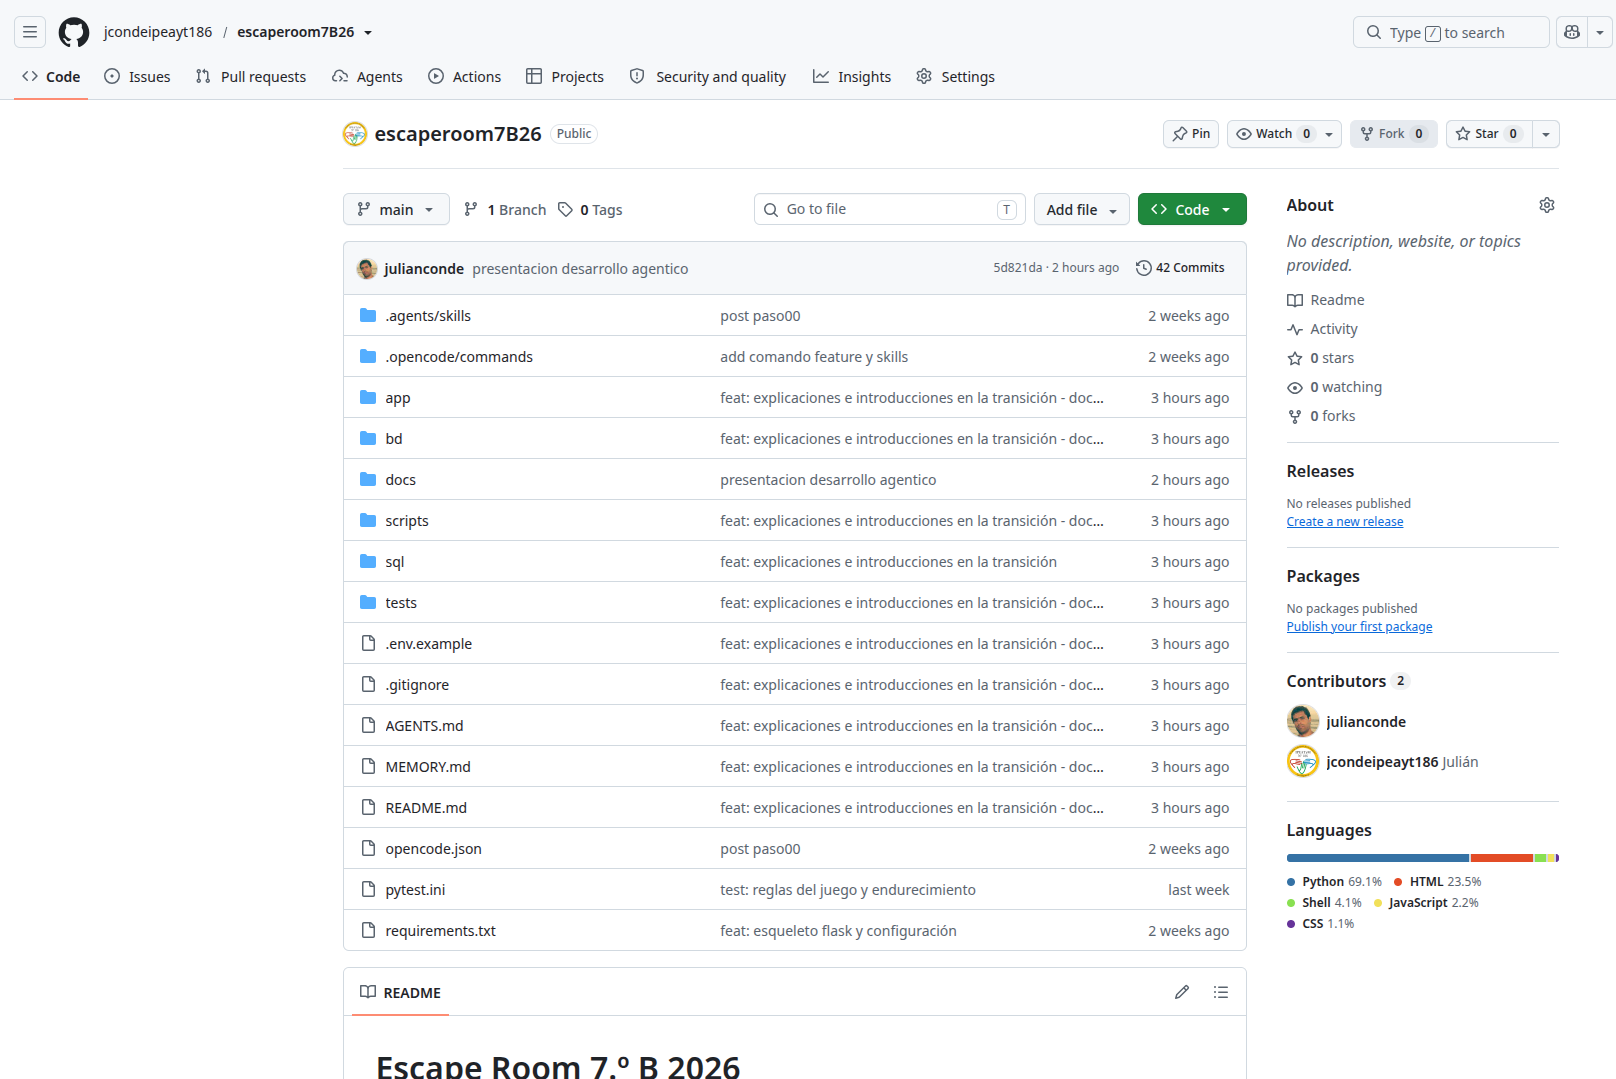 jcondeipeayt186 / escaperoom7B26
Type / to search
Code
Issues
Pull requests
Agents
Actions
Projects
Security and quality
Insights
Settings
escaperoom7B26 Public
Pin
Watch 0
Fork 0
Star 0
main
1 Branch
0 Tags
Go to file T
Add file
Code
julianconde presentacion desarrollo agentico 5d821da · 2 hours ago 42 Commits
.agents/skills post paso00 2 weeks ago
.opencode/commands add comando feature y skills 2 weeks ago
app feat: explicaciones e introducciones en la transición - doc... 3 hours ago
bd feat: explicaciones e introducciones en la transición - doc... 3 hours ago
docs presentacion desarrollo agentico 2 hours ago
scripts feat: explicaciones e introducciones en la transición - doc... 3 hours ago
sql feat: explicaciones e introducciones en la transición 3 hours ago
tests feat: explicaciones e introducciones en la transición - doc... 3 hours ago
.env.example feat: explicaciones e introducciones en la transición - doc... 3 hours ago
.gitignore feat: explicaciones e introducciones en la transición - doc... 3 hours ago
AGENTS.md feat: explicaciones e introducciones en la transición - doc... 3 hours ago
MEMORY.md feat: explicaciones e introducciones en la transición - doc... 3 hours ago
README.md feat: explicaciones e introducciones en la transición - doc... 3 hours ago
opencode.json post paso00 2 weeks ago
pytest.ini test: reglas del juego y endurecimiento last week
requirements.txt feat: esqueleto flask y configuración 2 weeks ago
README
Escape Room 7.º B 2026
About
No description, website, or topics
provided.
Readme
Activity
0 stars
0 watching
0 forks
Releases
No releases published
Create a new release
Packages
No packages published
Publish your first package
Contributors 2
julianconde
jcondeipeayt186 Julián
Languages
Python 69.1% HTML 23.5%
Shell 4.1% JavaScript 2.2%
CSS 1.1%